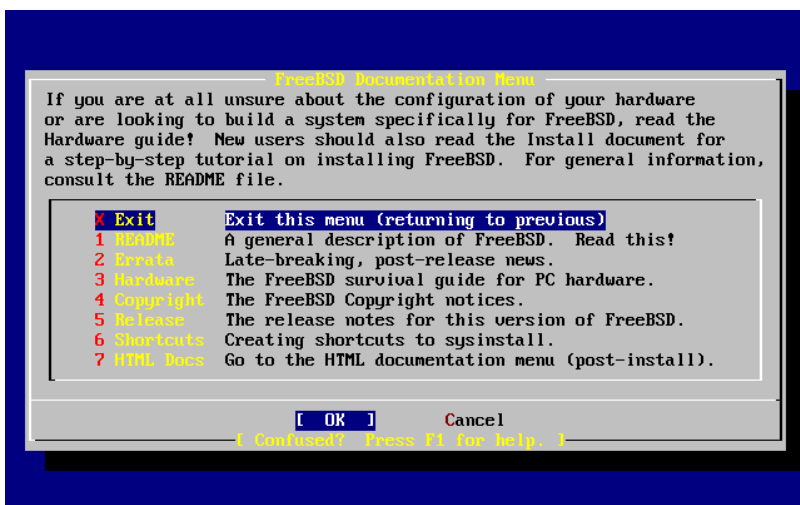 FreeBSD Documentation Menu
If you are at all unsure about the configuration of your hardware
or are looking to build a system specifically for FreeBSD, read the
Hardware guide!  New users should also read the Install document for
a step-by-step tutorial on installing FreeBSD.  For general information,
consult the README file.
X Exit Exit this menu (returning to previous)
1 README A general description of FreeBSD.  Read this!
2 Errata Late-breaking, post-release news.
3 Hardware The FreeBSD survival guide for PC hardware.
4 Copyright The FreeBSD Copyright notices.
5 Release The release notes for this version of FreeBSD.
6 Shortcuts Creating shortcuts to sysinstall.
7 HTML Docs Go to the HTML documentation menu (post-install).
[ OK ] Cancel
[ Confused?  Press F1 for help. ]